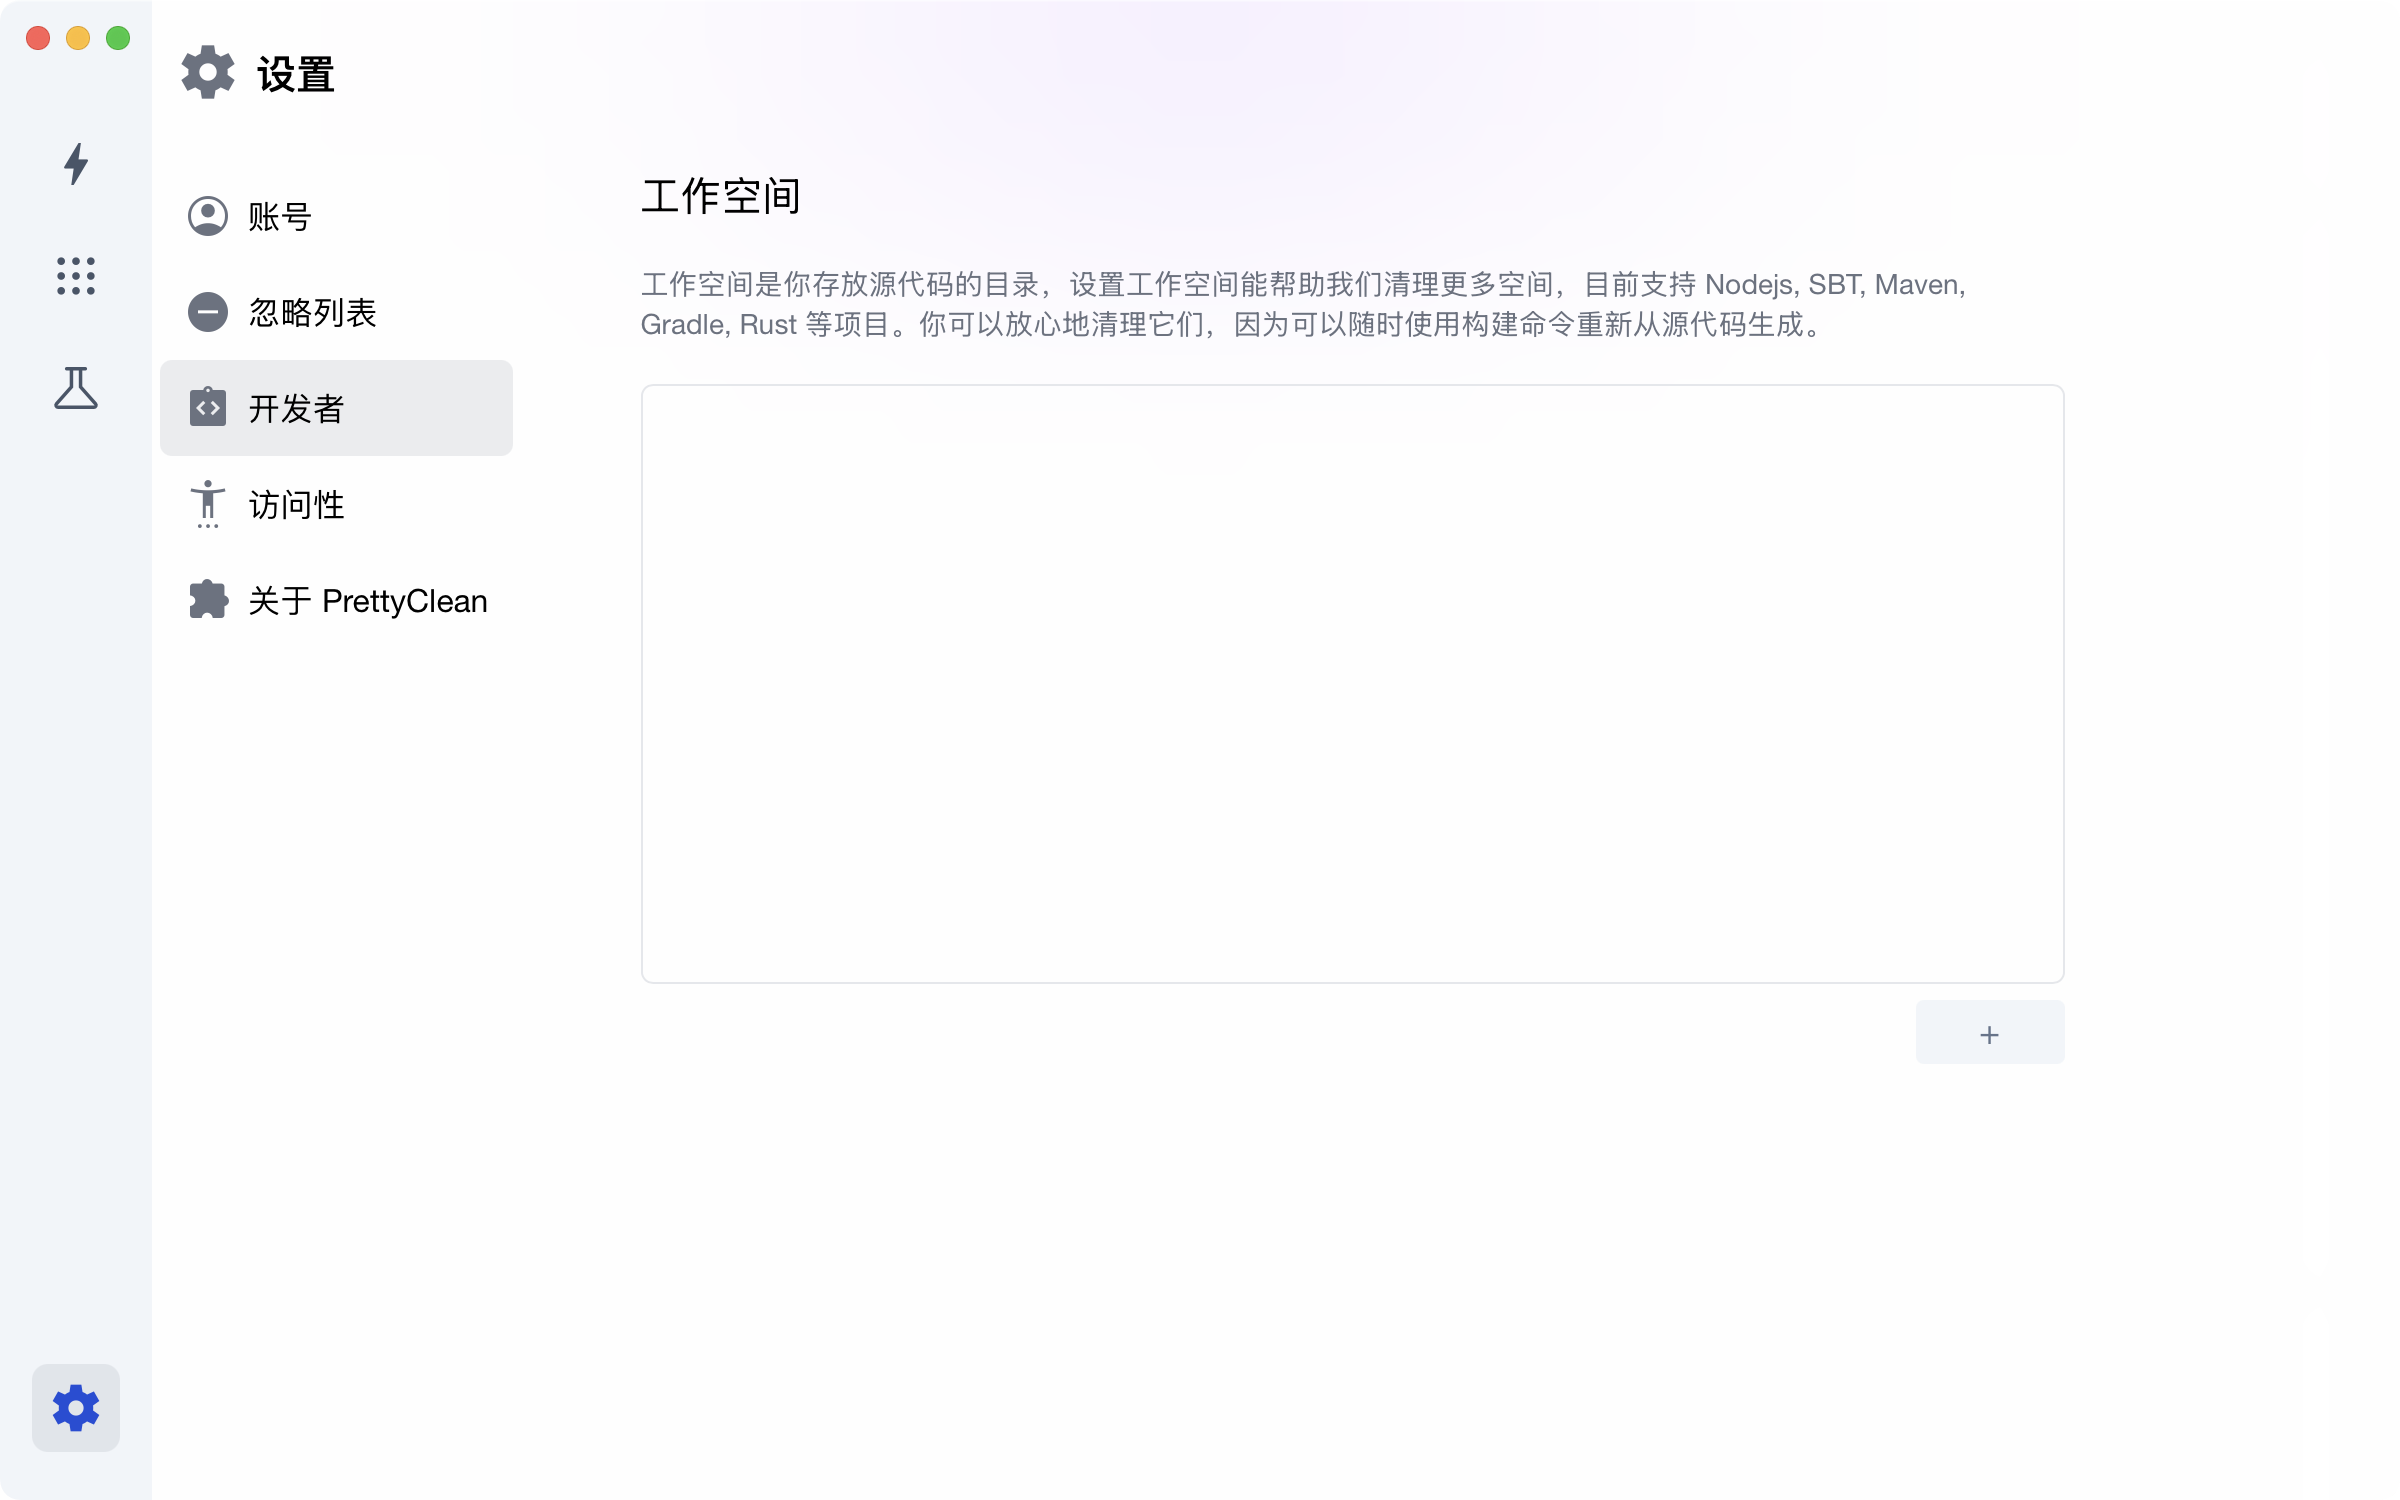 设置
账号
忽略列表
开发者
访问性
关于 PrettyClean
工作空间
工作空间是你存放源代码的目录，设置工作空间能帮助我们清理更多空间，目前支持 Nodejs, SBT, Maven,
Gradle, Rust 等项目。你可以放心地清理它们，因为可以随时使用构建命令重新从源代码生成。
+